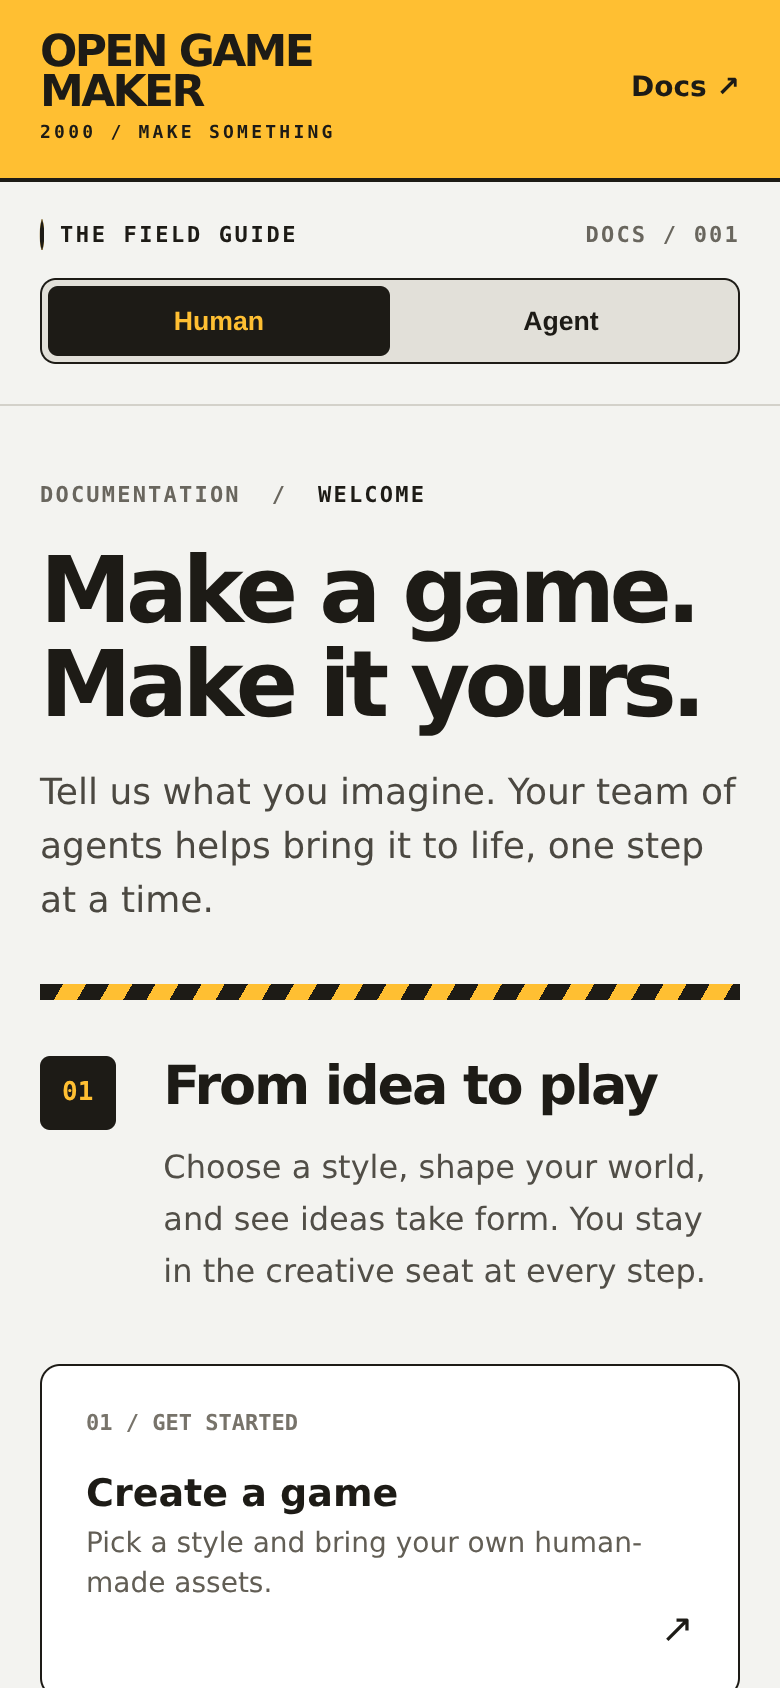 OPEN GAME
MAKER
2000 / MAKE SOMETHING
Docs ↗
THE FIELD GUIDE
DOCS / 001
Human
Agent
DOCUMENTATION / WELCOME
Make a game.
Make it yours.
Tell us what you imagine. Your team of
agents helps bring it to life, one step
at a time.
01
From idea to play
Choose a style, shape your world,
and see ideas take form. You stay
in the creative seat at every step.
01 / GET STARTED
Create a game
Pick a style and bring your own human-
made assets.
↗